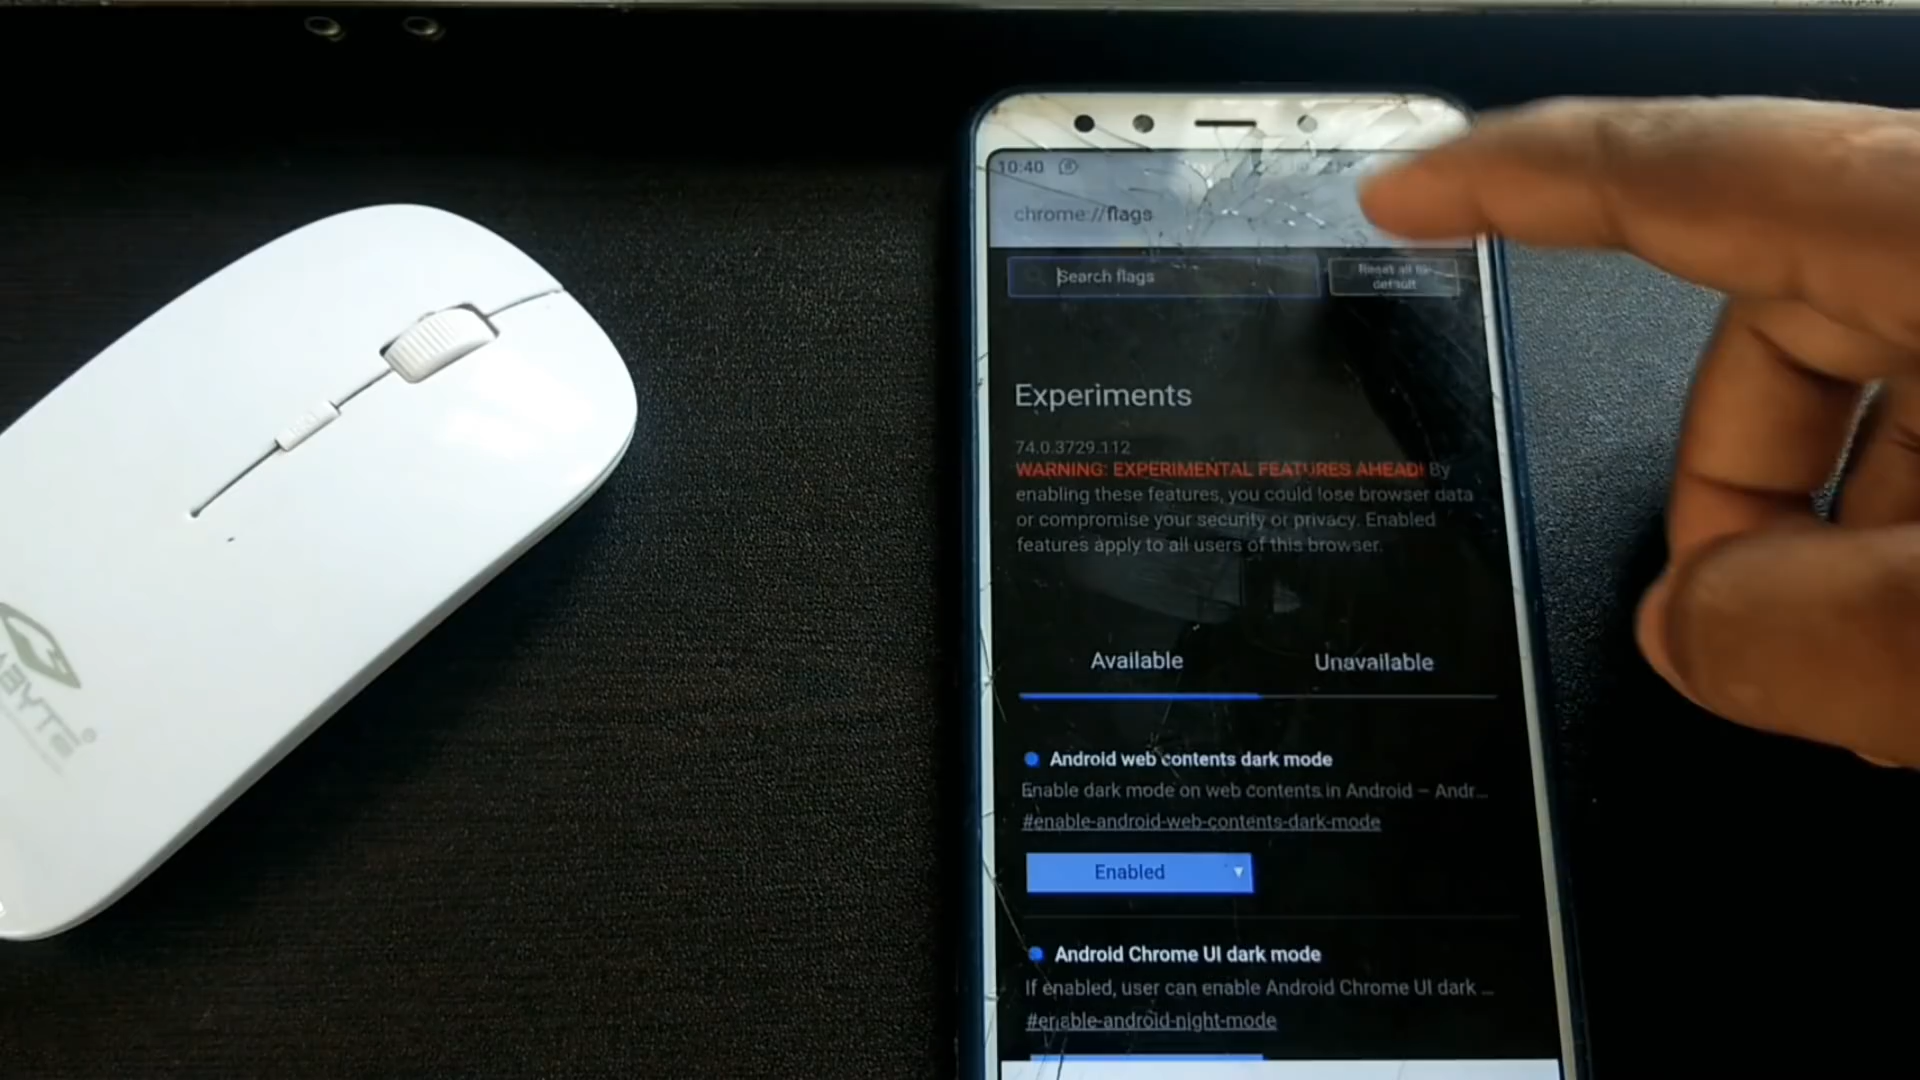 10:40
chrome://flags
Search flags
Reset all
default
Experiments
74.0.3729.112
WARNING: EXPERIMENTAL FEATURES AHEAD! By
enabling these features, you could lose browser data
or compromise your security or privacy. Enabled
features apply to all users of this browser.
Available
Unavailable
Android web contents dark mode
Enable dark mode on web contents in Android – Andr...
#enable-android-web-contents-dark-mode
Enabled
Android Chrome UI dark mode
If enabled, user can enable Android Chrome UI dark ...
#enable-android-night-mode